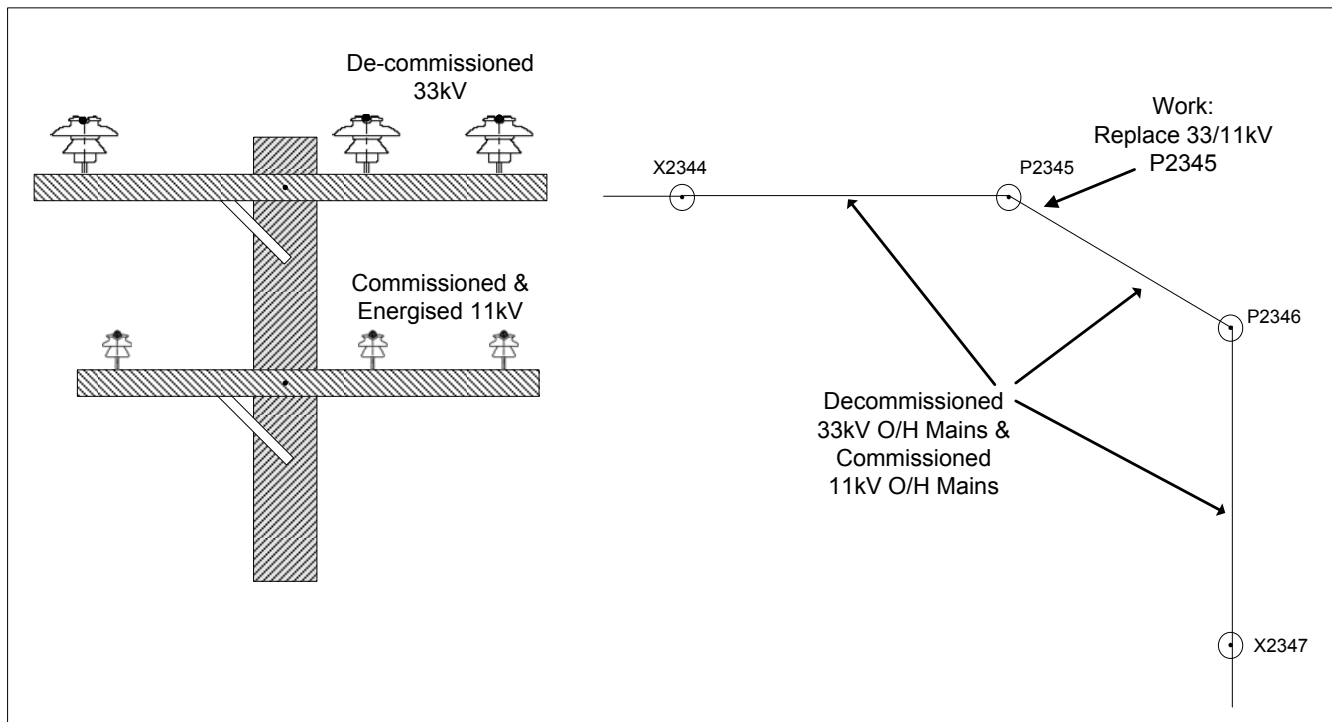 De-commissioned
33kV
Commissioned &
Energised 11kV
Work:
Replace 33/11kV
P2345
X2344
P2345
P2346
Decommissioned
33kV O/H Mains &
Commissioned
11kV O/H Mains
X2347